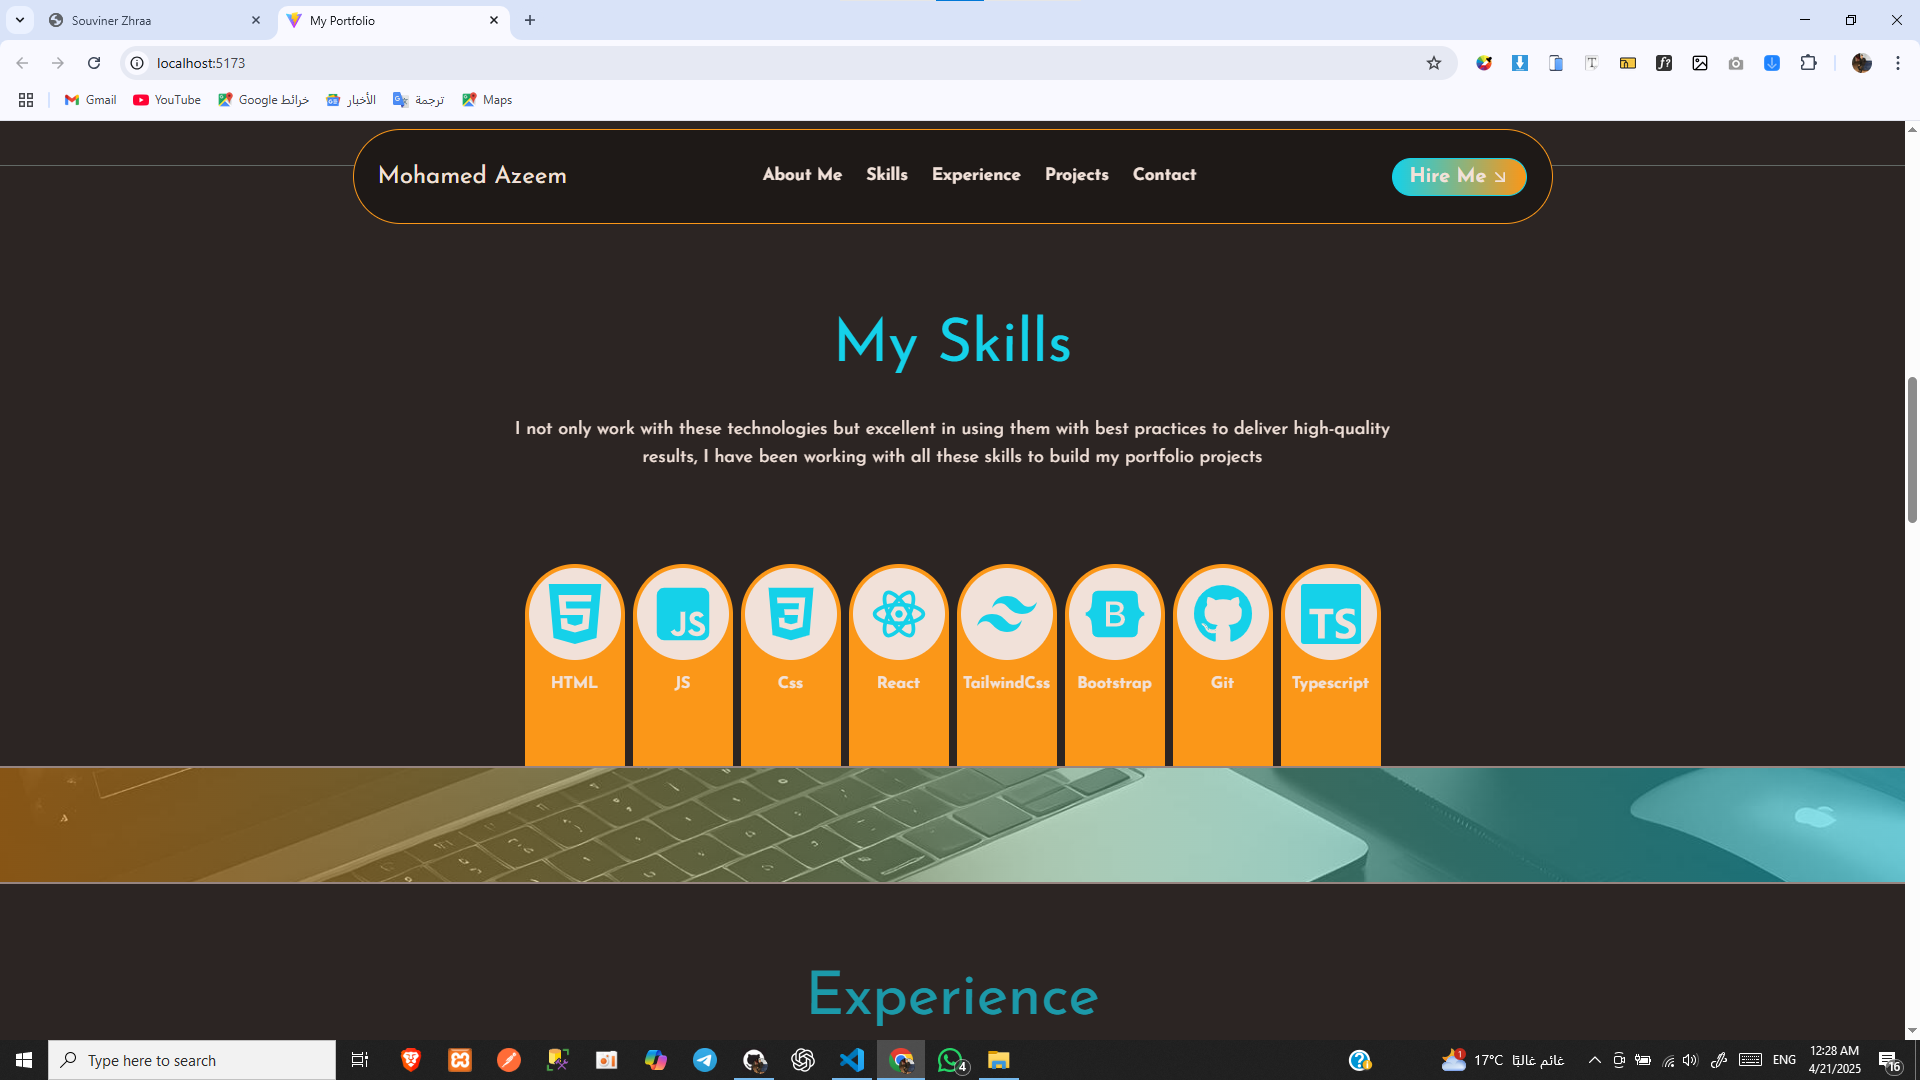 Souviner Zhraa
My Portfolio
localhost:5173
Gmail
YouTube
Google خرائط
الأخبار
ترجمة
Maps
Mohamed Azeem
About Me
Skills
Experience
Projects
Contact
Hire Me
My Skills
I not only work with these technologies but excellent in using them with best practices to deliver high-quality
results, I have been working with all these skills to build my portfolio projects
5
JS
3
B
TS
HTML
JS
Css
React
TailwindCss
Bootstrap
Git
Typescript
Experience
Type here to search
4
1
17°C
غائم غالبًا
ENG
12:28 AM
4/21/2025
16